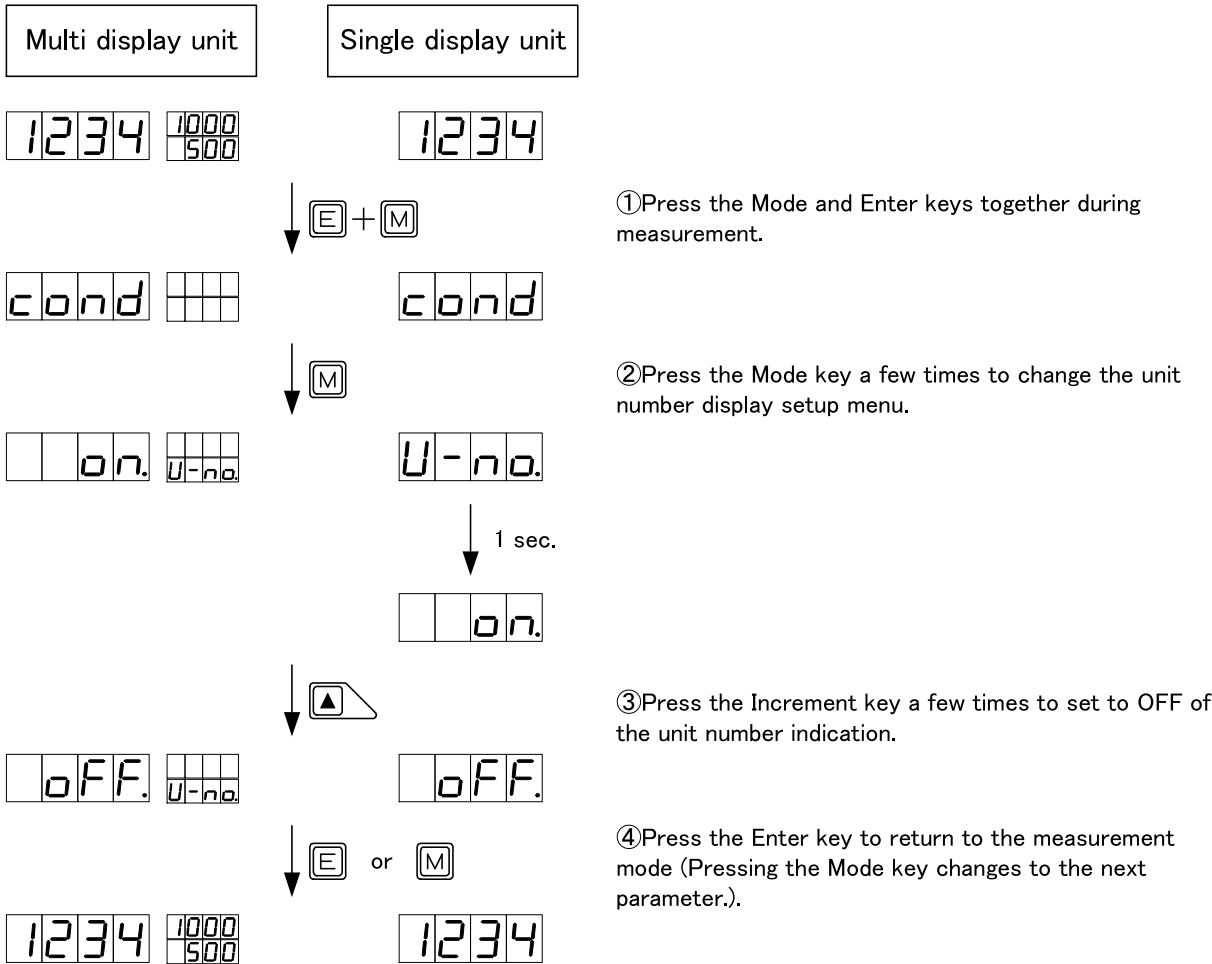 Multi display unit Single display unit
1234 1000 1234
500
E + M
①Press the Mode and Enter keys together during
measurement.
cond cond
M
②Press the Mode key a few times to change the unit
number display setup menu.
on. U-no. U-no.
1 sec.
on.
▲
③Press the Increment key a few times to set to OFF of
the unit number indication.
oFF. U-no. oFF.
E or M
④Press the Enter key to return to the measurement
mode (Pressing the Mode key changes to the next
parameter.).
1234 1000 1234
500